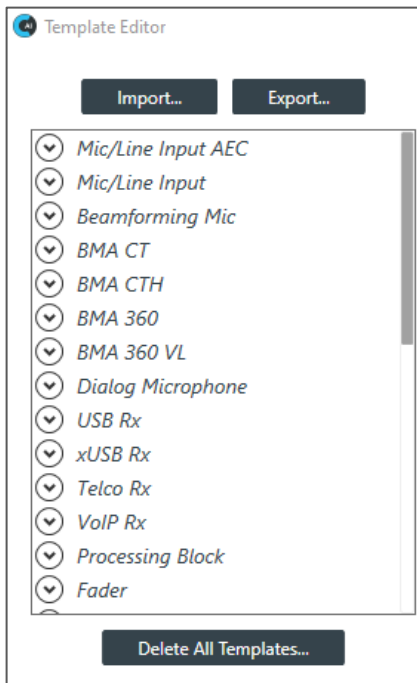 AI
Template Editor
Import... Export...
Mic/Line Input AEC
Mic/Line Input
Beamforming Mic
BMA CT
BMA CTH
BMA 360
BMA 360 VL
Dialog Microphone
USB Rx
xUSB Rx
Telco Rx
VoIP Rx
Processing Block
Fader
Delete All Templates...